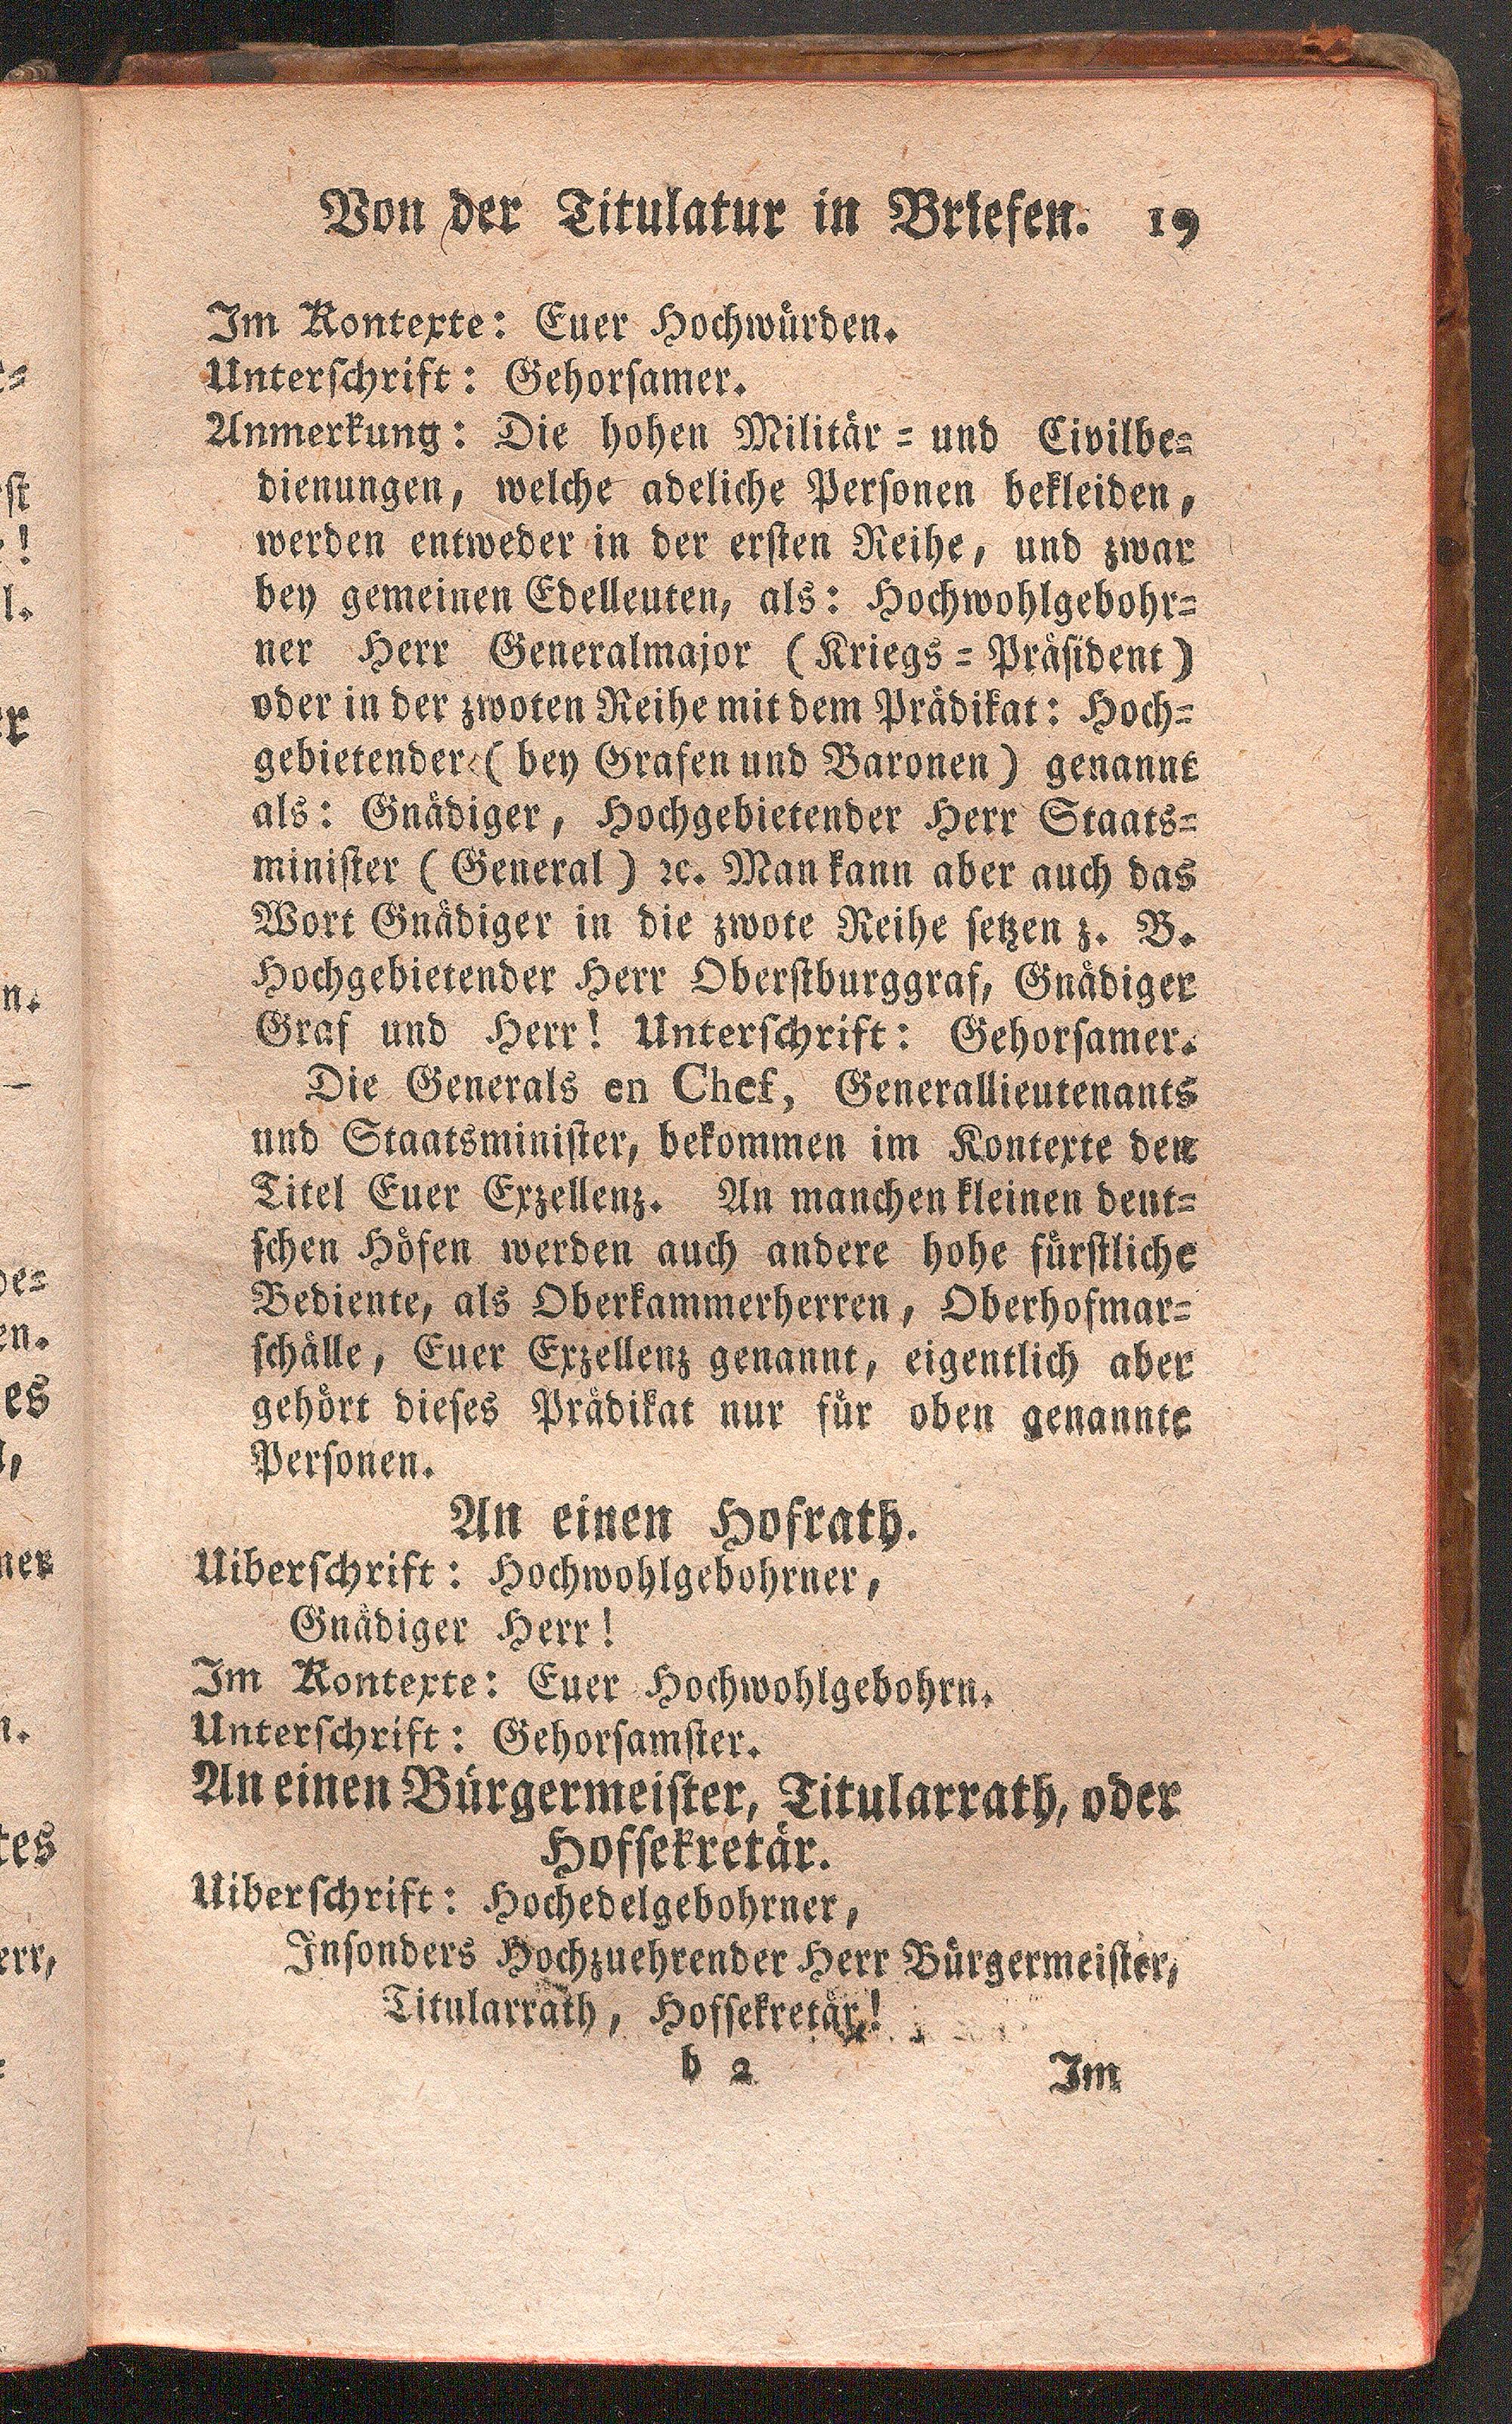 Von der Titulatur in Briefen. 19
Im Kontexte: Euer Hochwürden.
Unterschrift: Gehorsamer.
Anmerkung: Die hohen Militär = und Civilbe=
dienungen, welche adeliche Personen bekleiden,
werden entweder in der ersten Reihe, und zwar
bey gemeinen Edelleuten, als: Hochwohlgebohr=
ner Herr Generalmajor (Kriegs = Präsident)
oder in der zwoten Reihe mit dem Prädikat: Hoch=
gebietender (bey Grafen und Baronen) genannt
als: Gnädiger, Hochgebietender Herr Staats=
minister (General) ꝛc. Man kann aber auch das
Wort Gnädiger in die zwote Reihe setzen z. B.
Hochgebietender Herr Oberstburggraf, Gnädiger
Graf und Herr! Unterschrift: Gehorsamer.
Die Generals en Chef, Generallieutenants
und Staatsminister, bekommen im Kontexte den
Titel Euer Exzellenz. An manchen kleinen deut=
schen Höfen werden auch andere hohe fürstliche
Bediente, als Oberkammerherren, Oberhofmar=
schälle, Euer Exzellenz genannt, eigentlich aber
gehört dieses Prädikat nur für oben genannte
Personen.
An einen Hofrath.
Uiberschrift: Hochwohlgebohrner,
Gnädiger Herr!
Im Kontexte: Euer Hochwohlgebohrn.
Unterschrift: Gehorsamster.
An einen Bürgermeister, Titularrath, oder
Hofsekretär.
Uiberschrift: Hochedelgebohrner,
Insonders Hochzuehrender Herr Bürgermeister,
Titularrath, Hofsekretär!
b 2 Im